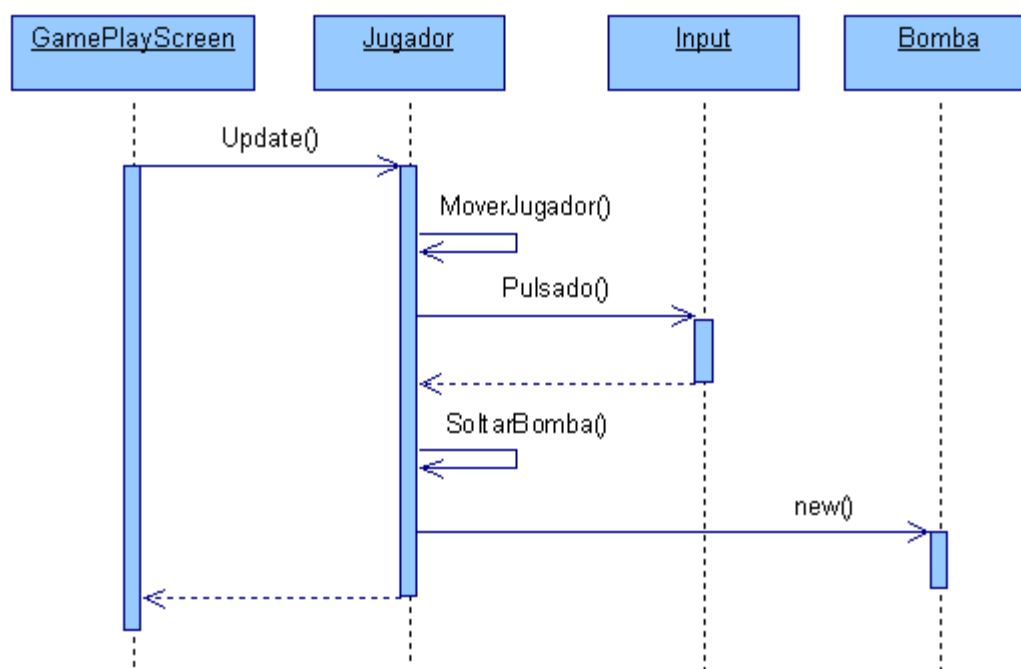 GamePlayScreen
Jugador
Input
Bomba
Update()
MoverJugador()
Pulsado()
SoltarBomba()
new()